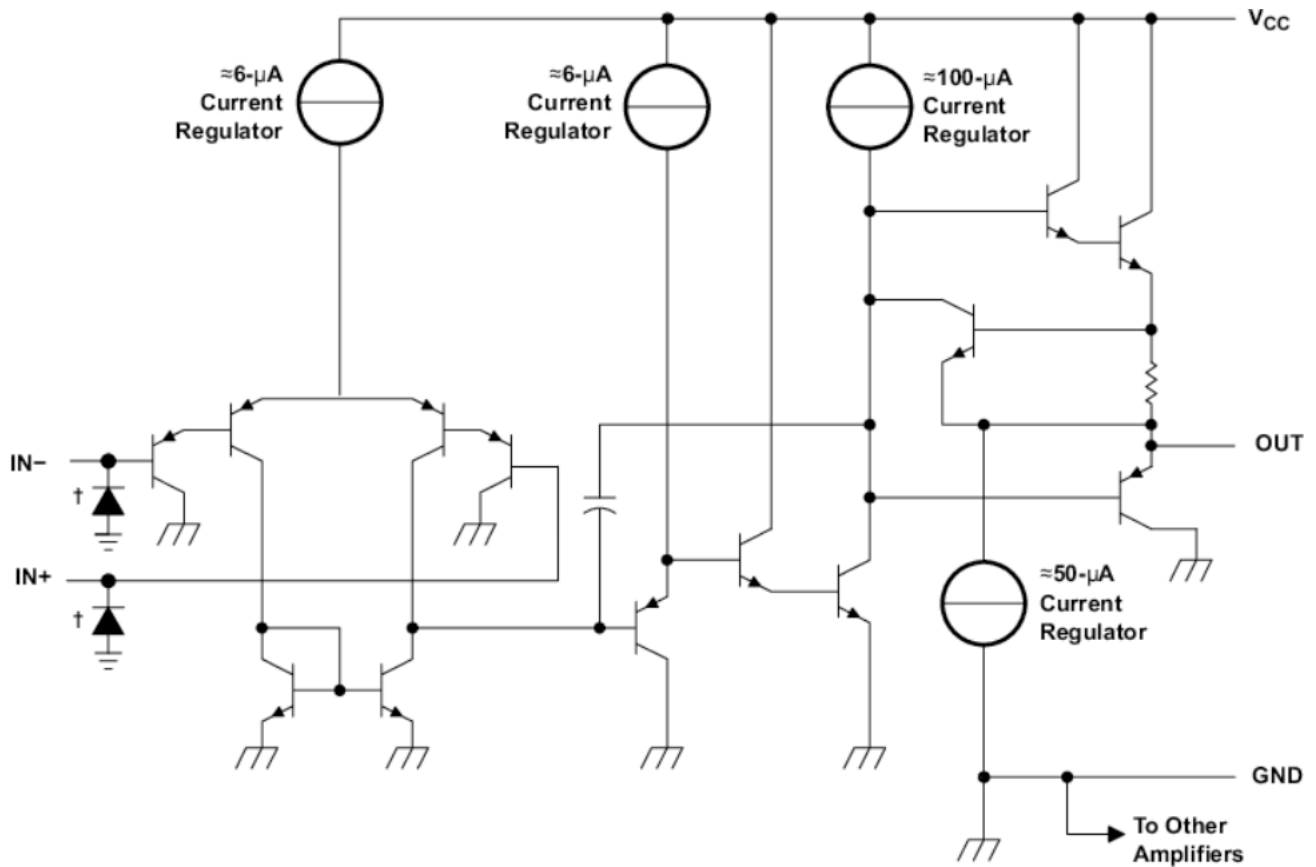 VCC
≈6-µA
Current
Regulator
≈6-µA
Current
Regulator
≈100-µA
Current
Regulator
IN−
†
OUT
IN+
†
≈50-µA
Current
Regulator
GND
To Other
Amplifiers